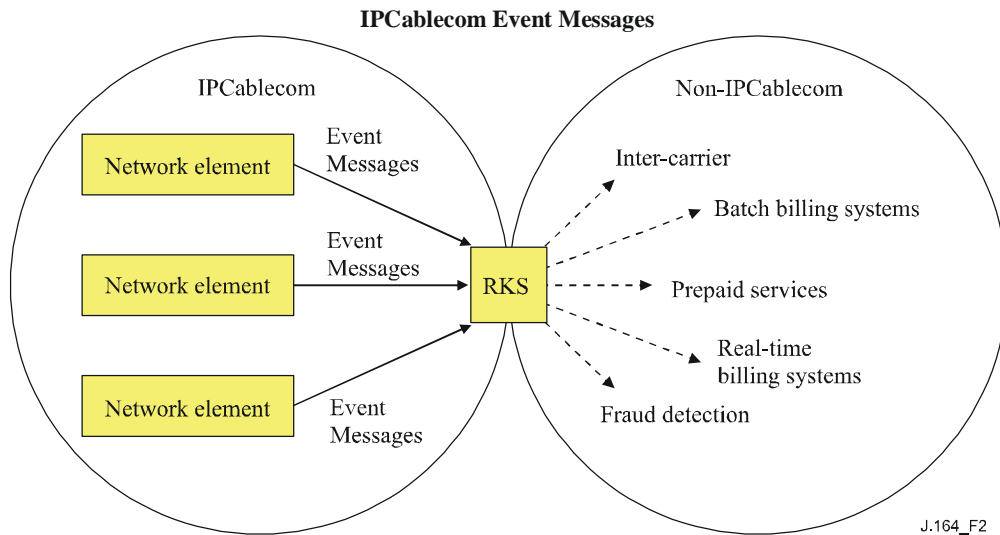 IPCablecom Event Messages
IPCablecom
Non-IPCablecom
Network element
Event
Messages
Inter-carrier
Batch billing systems
Network element
Event
Messages
RKS
Prepaid services
Real-time
billing systems
Network element
Event
Messages
Fraud detection
J.164_F2